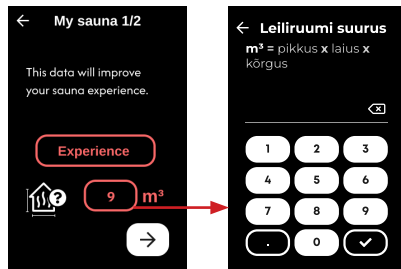 My sauna 1/2
This data will improve
your sauna experience.
Experience
?
9 m³
Leiliruumi suurus
m³ = pikkus x laius x
kõrgus
1 2 3
4 5 6
7 8 9
. 0